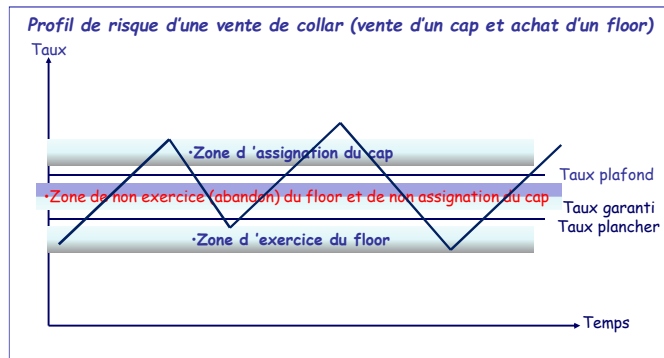 Profil de risque d'une vente de collar (vente d'un cap et achat d'un floor)
Taux
•Zone d 'assignation du cap
Taux plafond
•Zone de non exercice (abandon) du floor et de non assignation du cap
Taux garanti
Taux plancher
•Zone d 'exercice du floor
Temps